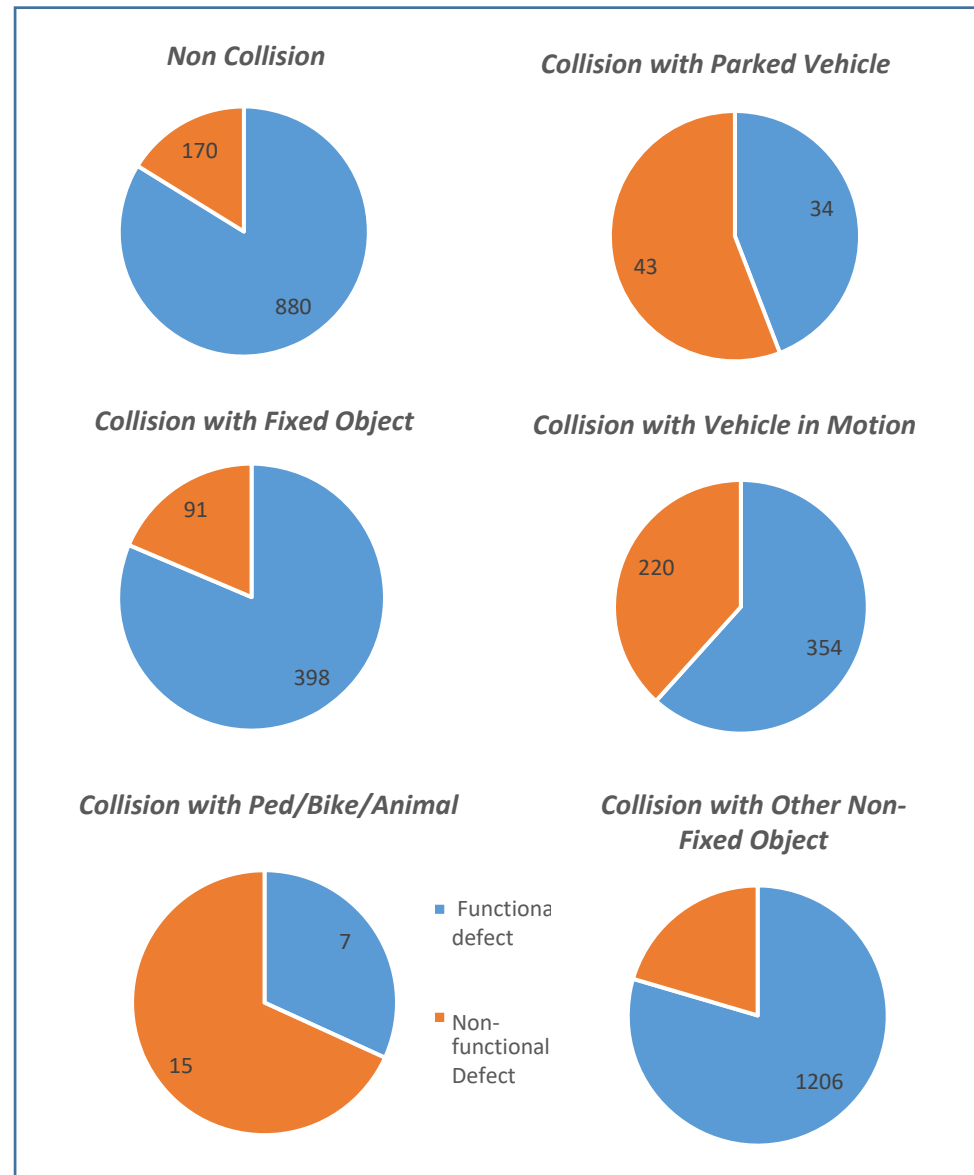 Non Collision
170
880
Collision with Parked Vehicle
34
43
Collision with Fixed Object
91
398
Collision with Vehicle in Motion
220
354
Collision with Ped/Bike/Animal
7
15
Functiona
defect
Non-
functional
Defect
Collision with Other Non-
Fixed Object
1206